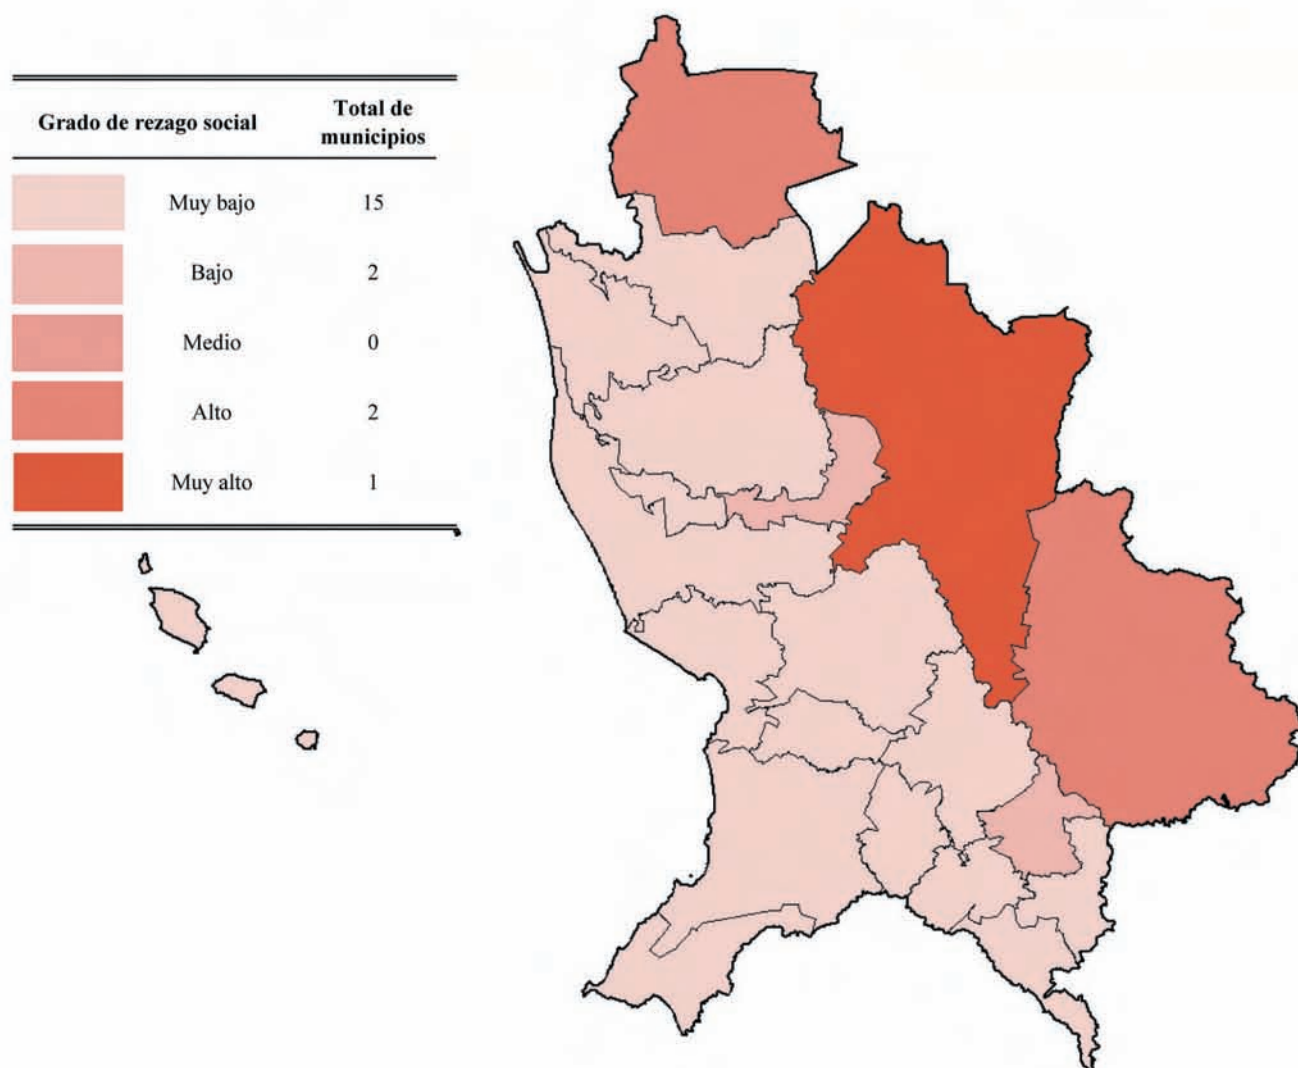 Grado de rezago social
Total de
municipios
Muy bajo 15
Bajo 2
Medio 0
Alto 2
Muy alto 1